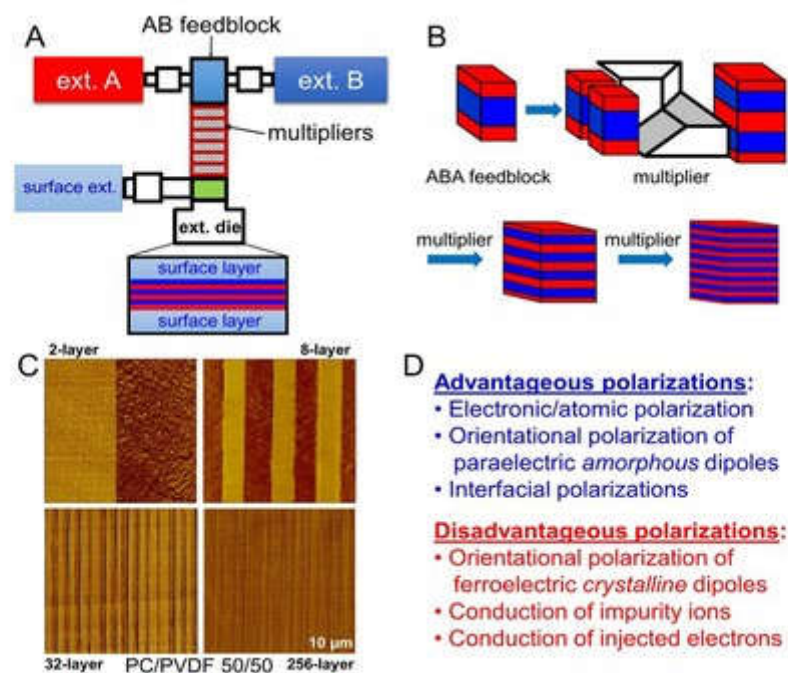 A
AB feedblock
ext. A
ext. B
multipliers
surface ext.
ext. die
surface layer
surface layer
B
ABA feedblock
multiplier
multiplier
multiplier
C
2-layer
8-layer
32-layer
PC/PVDF 50/50
256-layer
10 µm
D
Advantageous polarizations:
• Electronic/atomic polarization
• Orientational polarization of
paraelectric amorphous dipoles
• Interfacial polarizations
Disadvantageous polarizations:
• Orientational polarization of
ferroelectric crystalline dipoles
• Conduction of impurity ions
• Conduction of injected electrons